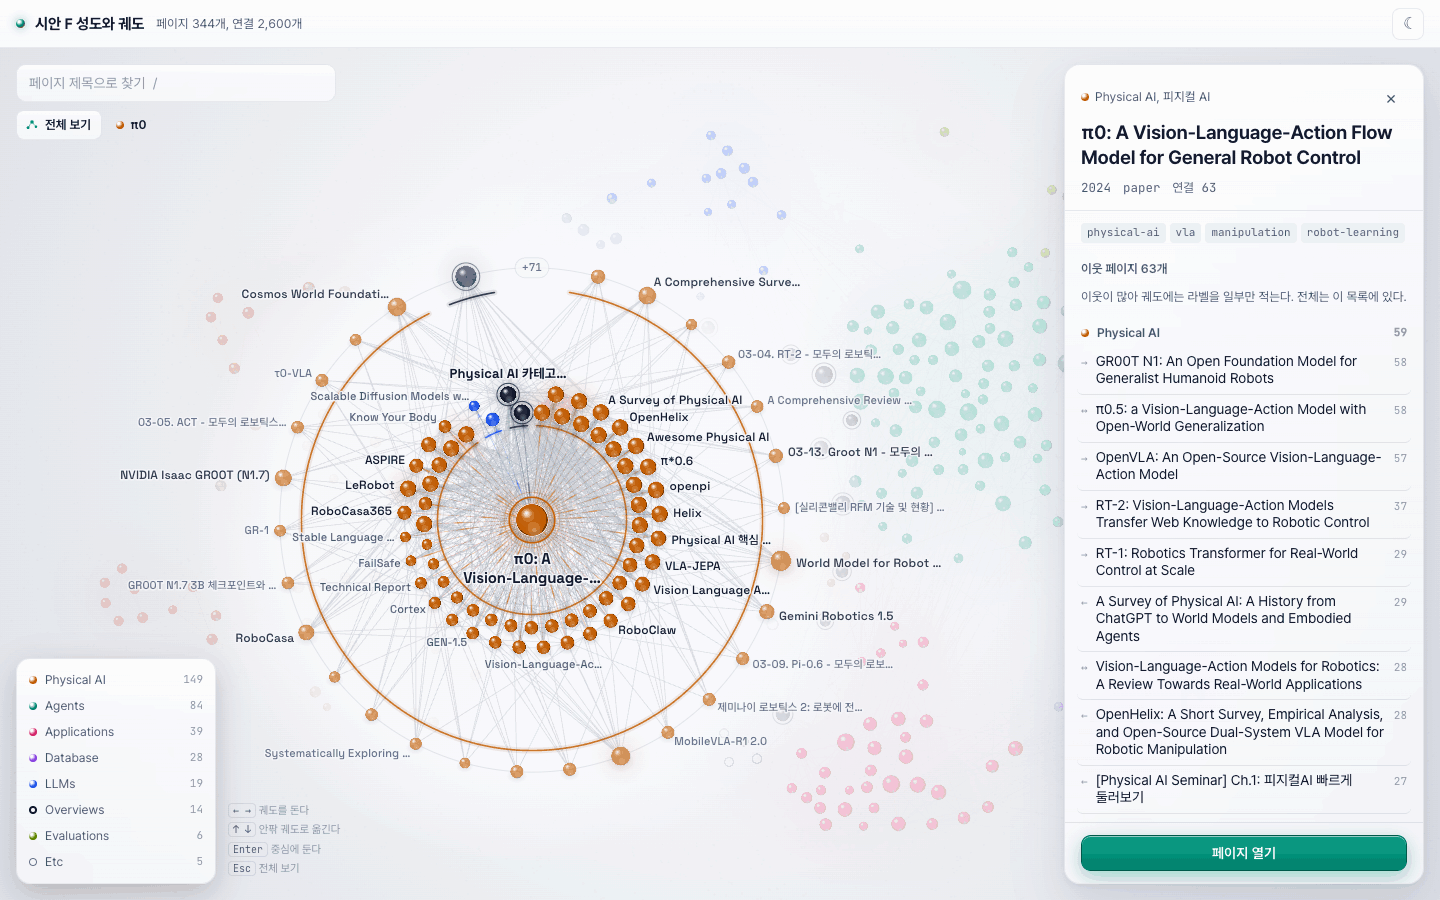 시안 F 성도와 궤도 페이지 344개, 연결 2,600개
페이지 제목으로 찾기 /
전체 보기 π0
+71
Cosmos World Foundati...
A Comprehensive Surve...
03-04. RT-2 - 모두의 로보틱...
τ0-VLA
Physical AI 카테고...
Scalable Diffusion Models w...
A Survey of Physical AI
A Comprehensive Review ...
Know Your Body
OpenHelix
03-05. ACT - 모두의 로보틱스...
Awesome Physical AI
03-13. Groot N1 - 모두의 ...
ASPIRE
π*0.6
NVIDIA Isaac GR00T (N1.7)
LeRobot
openpi
RoboCasa365
Helix
[실리콘밸리 RFM 기술 및 현황] ...
GR-1
Stable Language ...
Physical AI 핵심 ...
FailSafe
VLA-JEPA
World Model for Robot ...
π0: A
Vision-Language-...
GR00T N1.7 3B 체크포인트와 ...
Technical Report
Vision Language A...
Cortex
Gemini Robotics 1.5
RoboCasa
GEN-1.5
RoboClaw
Vision-Language-Ac...
03-09. Pi-0.6 - 모두의 로보...
제미나이 로보틱스 2: 로봇에 전...
MobileVLA-R1 2.0
Systematically Exploring ...
Physical AI 149
Agents 84
Applications 39
Database 28
LLMs 19
Overviews 14
Evaluations 6
Etc 5
← → 궤도를 돈다
↑ ↓ 안팎 궤도로 옮긴다
Enter 중심에 둔다
Esc 전체 보기
Physical AI, 피지컬 AI ×
π0: A Vision-Language-Action Flow
Model for General Robot Control
2024 paper 연결 63
physical-ai vla manipulation robot-learning
이웃 페이지 63개
이웃이 많아 궤도에는 라벨을 일부만 적는다. 전체는 이 목록에 있다.
Physical AI 59
GR00T N1: An Open Foundation Model for 58
Generalist Humanoid Robots
π0.5: a Vision-Language-Action Model with 58
Open-World Generalization
OpenVLA: An Open-Source Vision-Language- 57
Action Model
RT-2: Vision-Language-Action Models 37
Transfer Web Knowledge to Robotic Control
RT-1: Robotics Transformer for Real-World 29
Control at Scale
← A Survey of Physical AI: A History from 29
ChatGPT to World Models and Embodied
Agents
Vision-Language-Action Models for Robotics: 28
A Review Towards Real-World Applications
← OpenHelix: A Short Survey, Empirical Analysis, 28
and Open-Source Dual-System VLA Model for
Robotic Manipulation
← [Physical AI Seminar] Ch.1: 피지컬AI 빠르게 27
둘러보기
페이지 열기